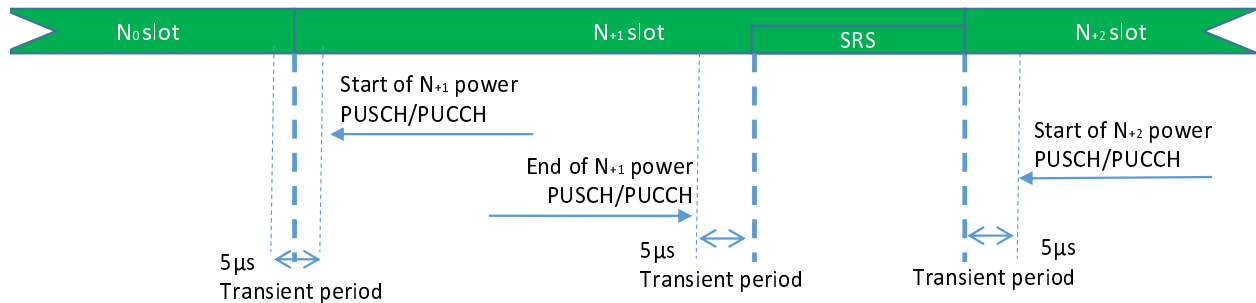 N₀ slot
N₊₁ slot
SRS
N₊₂ slot
Start of N₊₁ power
PUSCH/PUCCH
End of N₊₁ power
PUSCH/PUCCH
Start of N₊₂ power
PUSCH/PUCCH
5µs
Transient period
5µs
Transient period
5µs
Transient period